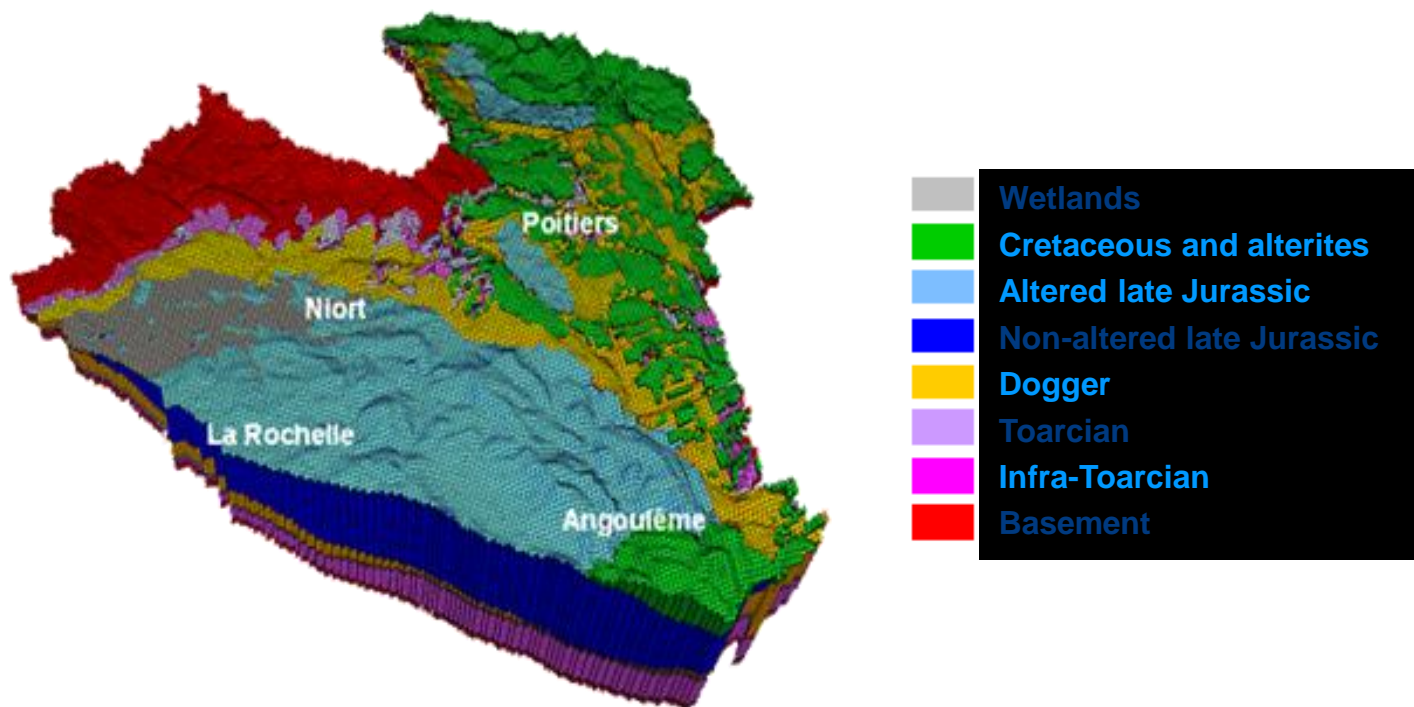 Poitiers
Niort
La Rochelle
Angoulême
Wetlands
Cretaceous and alterites
Altered late Jurassic
Non-altered late Jurassic
Dogger
Toarcian
Infra-Toarcian
Basement